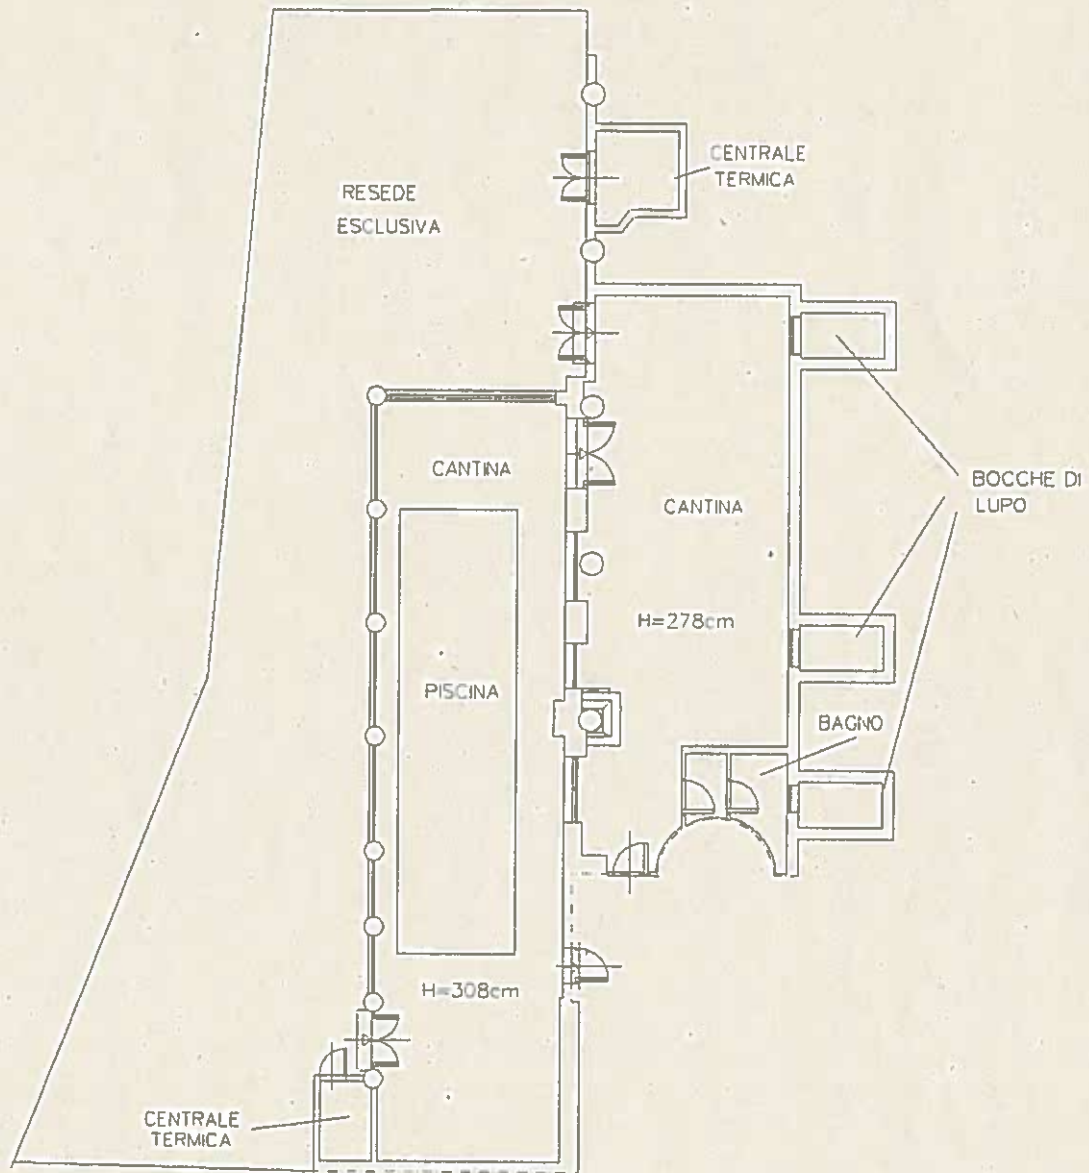 CENTRALE
TERMICA
RESEDE
ESCLUSIVA
CANTINA
CANTINA
BOCCHE DI
LUPO
H=278cm
PISCINA
BAGNO
H=308cm
CENTRALE
TERMICA